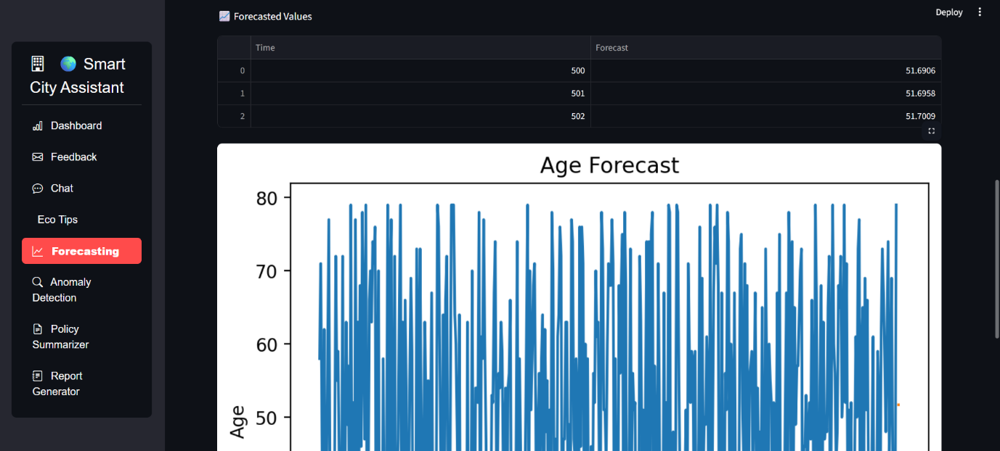 Smart
City Assistant
Dashboard
Feedback
Chat
Eco Tips
Forecasting
Anomaly
Detection
Policy
Summarizer
Report
Generator
Deploy
Forecasted Values
Time Forecast
0 500 51.6906
1 501 51.6958
2 502 51.7009
Age Forecast
80
70
60
50
Age